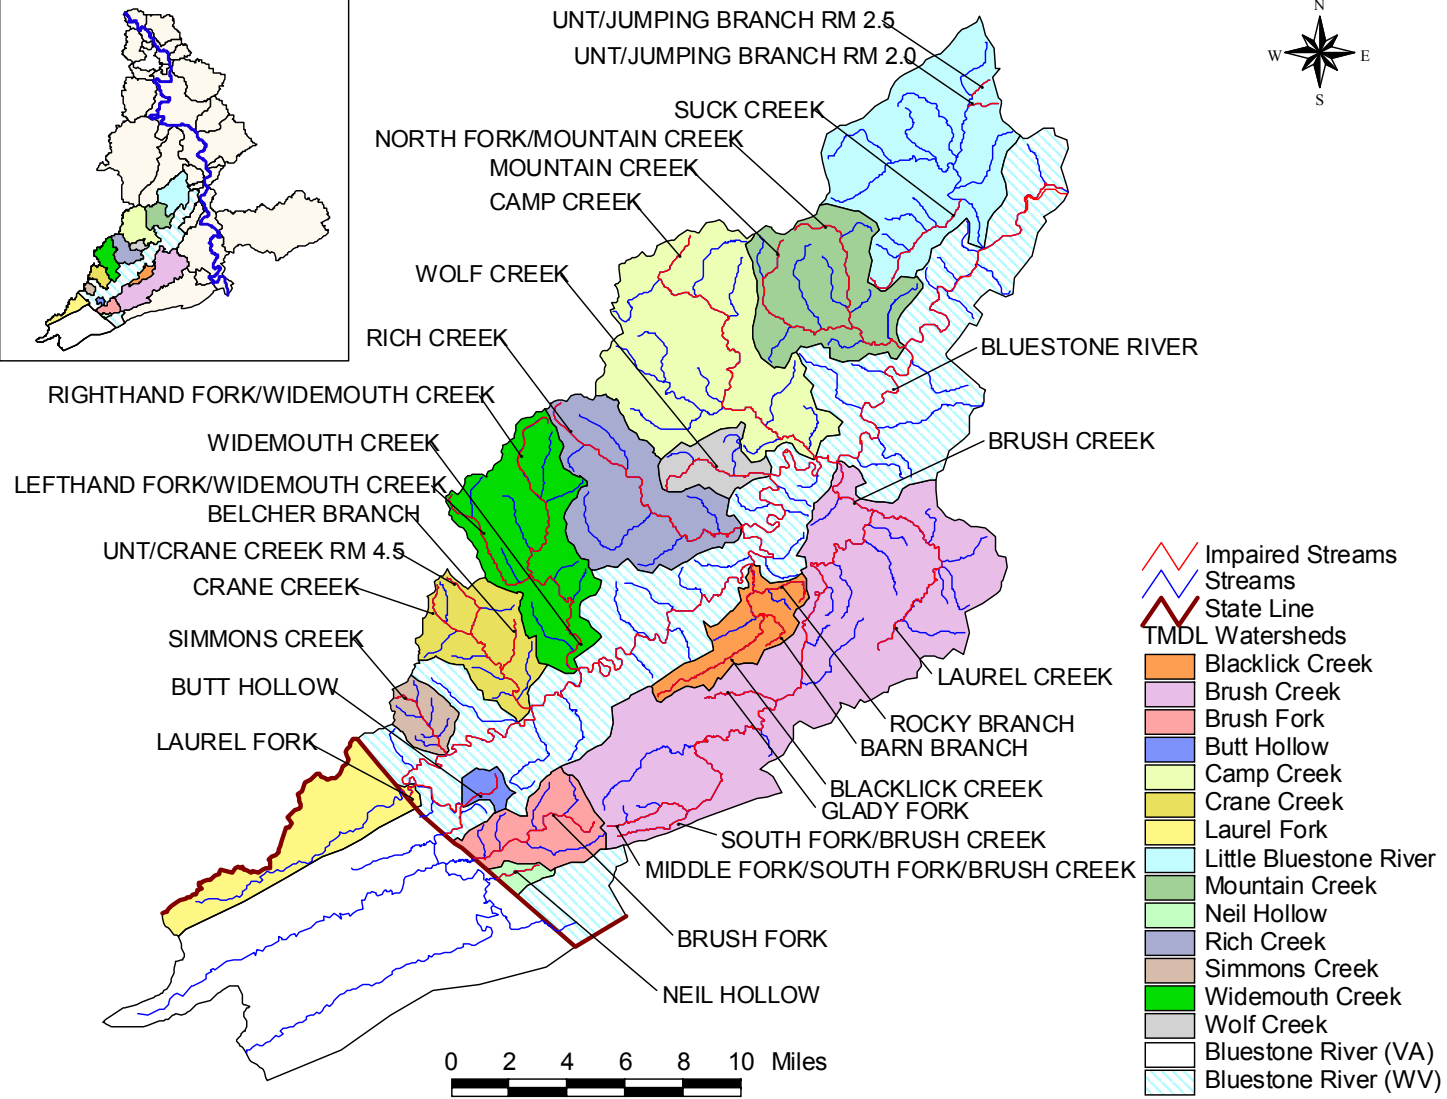 N
W E
S
UNT/JUMPING BRANCH RM 2.5
UNT/JUMPING BRANCH RM 2.0
SUCK CREEK
NORTH FORK/MOUNTAIN CREEK
MOUNTAIN CREEK
CAMP CREEK
WOLF CREEK
RICH CREEK
RIGHTHAND FORK/WIDEMOUTH CREEK
WIDEMOUTH CREEK
LEFTHAND FORK/WIDEMOUTH CREEK
BELCHER BRANCH
UNT/CRANE CREEK RM 4.5
CRANE CREEK
SIMMONS CREEK
BUTT HOLLOW
LAUREL FORK
BLUESTONE RIVER
BRUSH CREEK
LAUREL CREEK
ROCKY BRANCH
BARN BRANCH
BLACKLICK CREEK
GLADY FORK
SOUTH FORK/BRUSH CREEK
MIDDLE FORK/SOUTH FORK/BRUSH CREEK
BRUSH FORK
NEIL HOLLOW
0 2 4 6 8 10 Miles
Impaired Streams
Streams
State Line
TMDL Watersheds
Blacklick Creek
Brush Creek
Brush Fork
Butt Hollow
Camp Creek
Crane Creek
Laurel Fork
Little Bluestone River
Mountain Creek
Neil Hollow
Rich Creek
Simmons Creek
Widemouth Creek
Wolf Creek
Bluestone River (VA)
Bluestone River (WV)